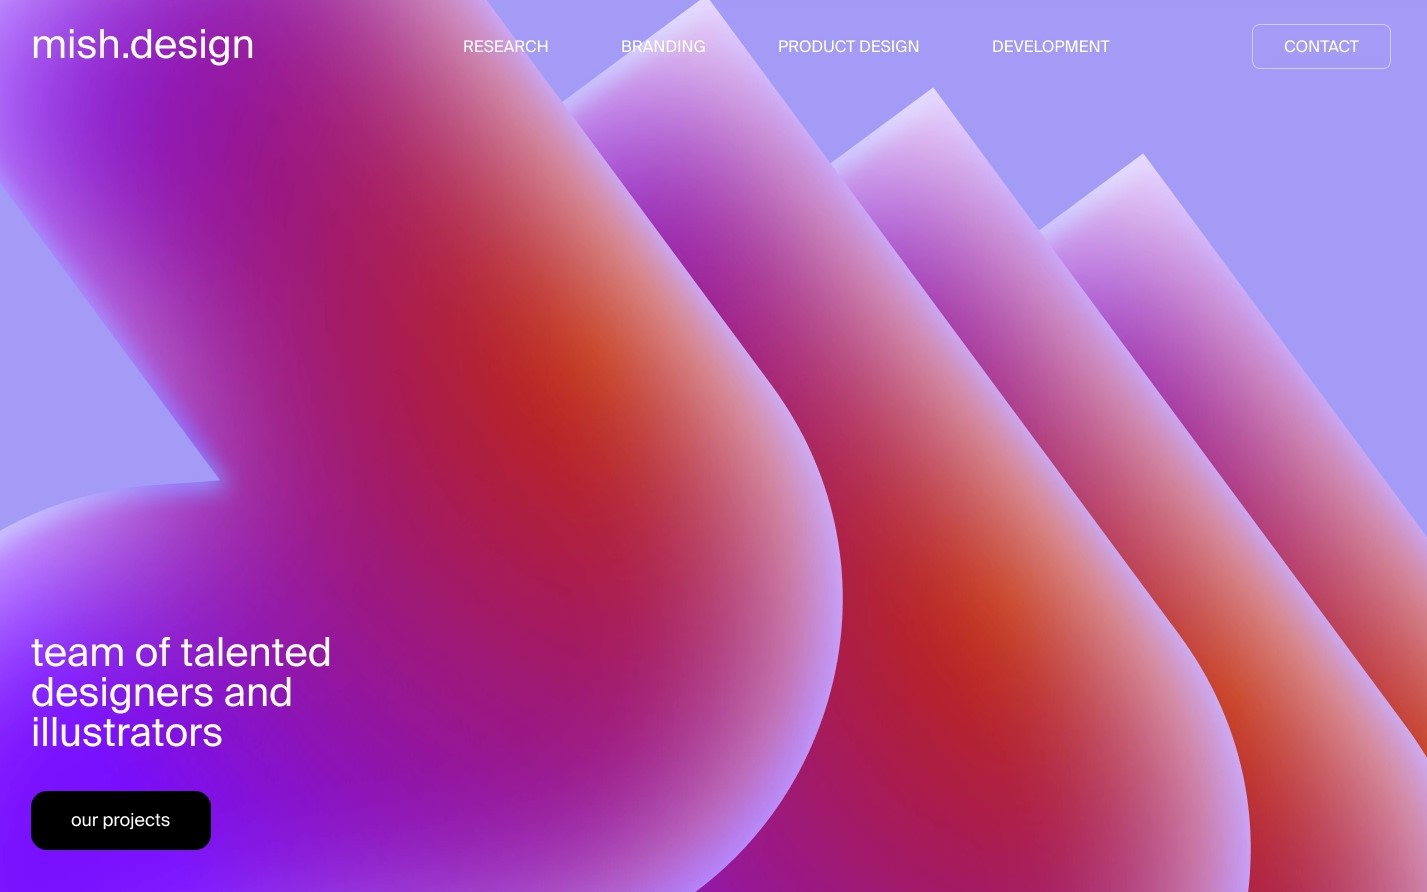 mish.design
RESEARCH
BRANDING
PRODUCT DESIGN
DEVELOPMENT
CONTACT
team of talented
designers and
illustrators
our projects